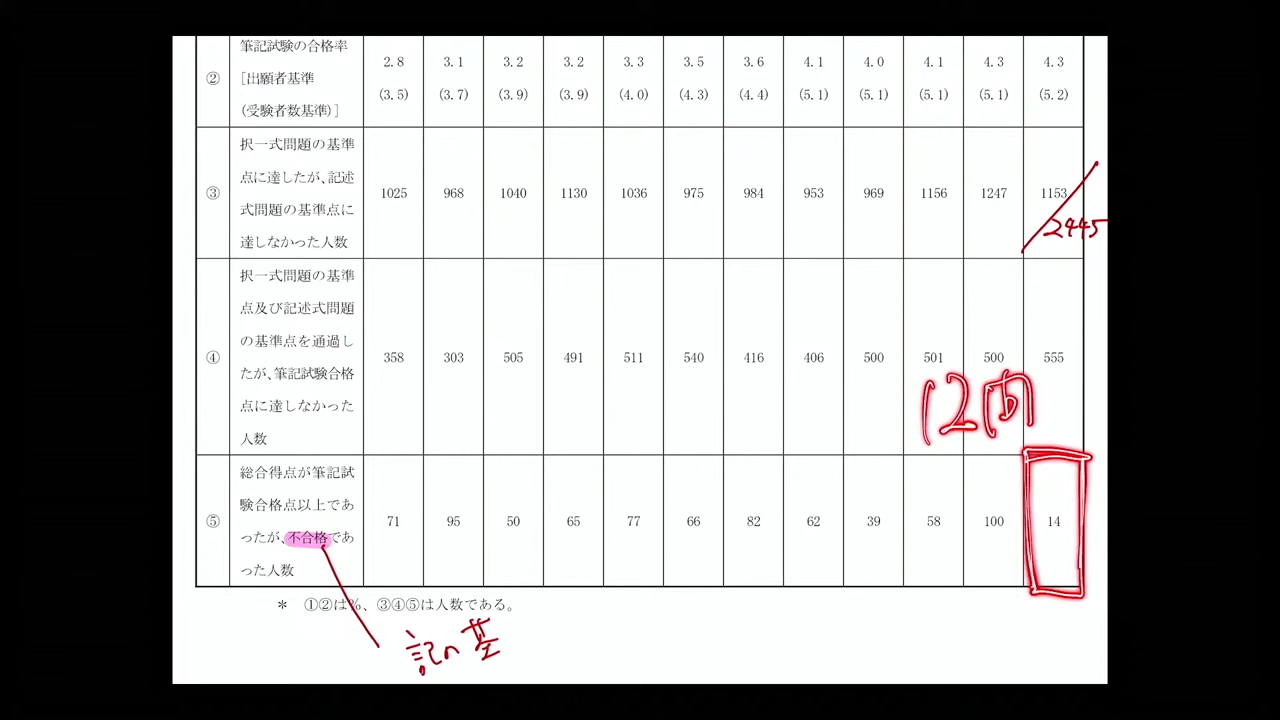 筆記試験の合格率
②
[出願者基準
(受験者数基準)]
2.8 3.1 3.2 3.2 3.3 3.5 3.6 4.1 4.0 4.1 4.3 4.3
(3.5) (3.7) (3.9) (3.9) (4.0) (4.3) (4.4) (5.1) (5.1) (5.1) (5.1) (5.2)
③
択一式問題の基準
点に達したが、記述
式問題の基準点に
達しなかった人数
1025 968 1040 1130 1036 975 984 953 969 1156 1247 1153
2445
④
択一式問題の基準
点及び記述式問題
の基準点を通過し
たが、筆記試験合格
点に達しなかった
人数
358 303 505 491 511 540 416 406 500 501 500 555
⑤
総合得点が筆記試
験合格点以上であ
ったが、不合格であ
った人数
71 95 50 65 77 66 82 62 39 58 100 14
＊ ①②は%、③④⑤は人数である。
記の基